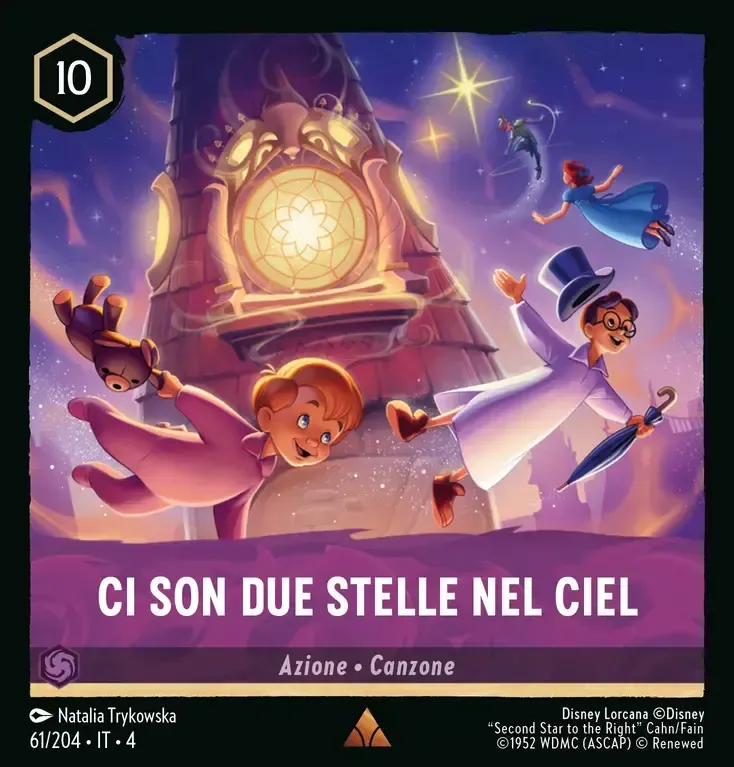 10
CI SON DUE STELLE NEL CIEL
Azione • Canzone
Natalia Trykowska
61/204 • IT • 4
Disney Lorcana ©Disney
“Second Star to the Right” Cahn/Fain
©1952 WDMC (ASCAP) © Renewed